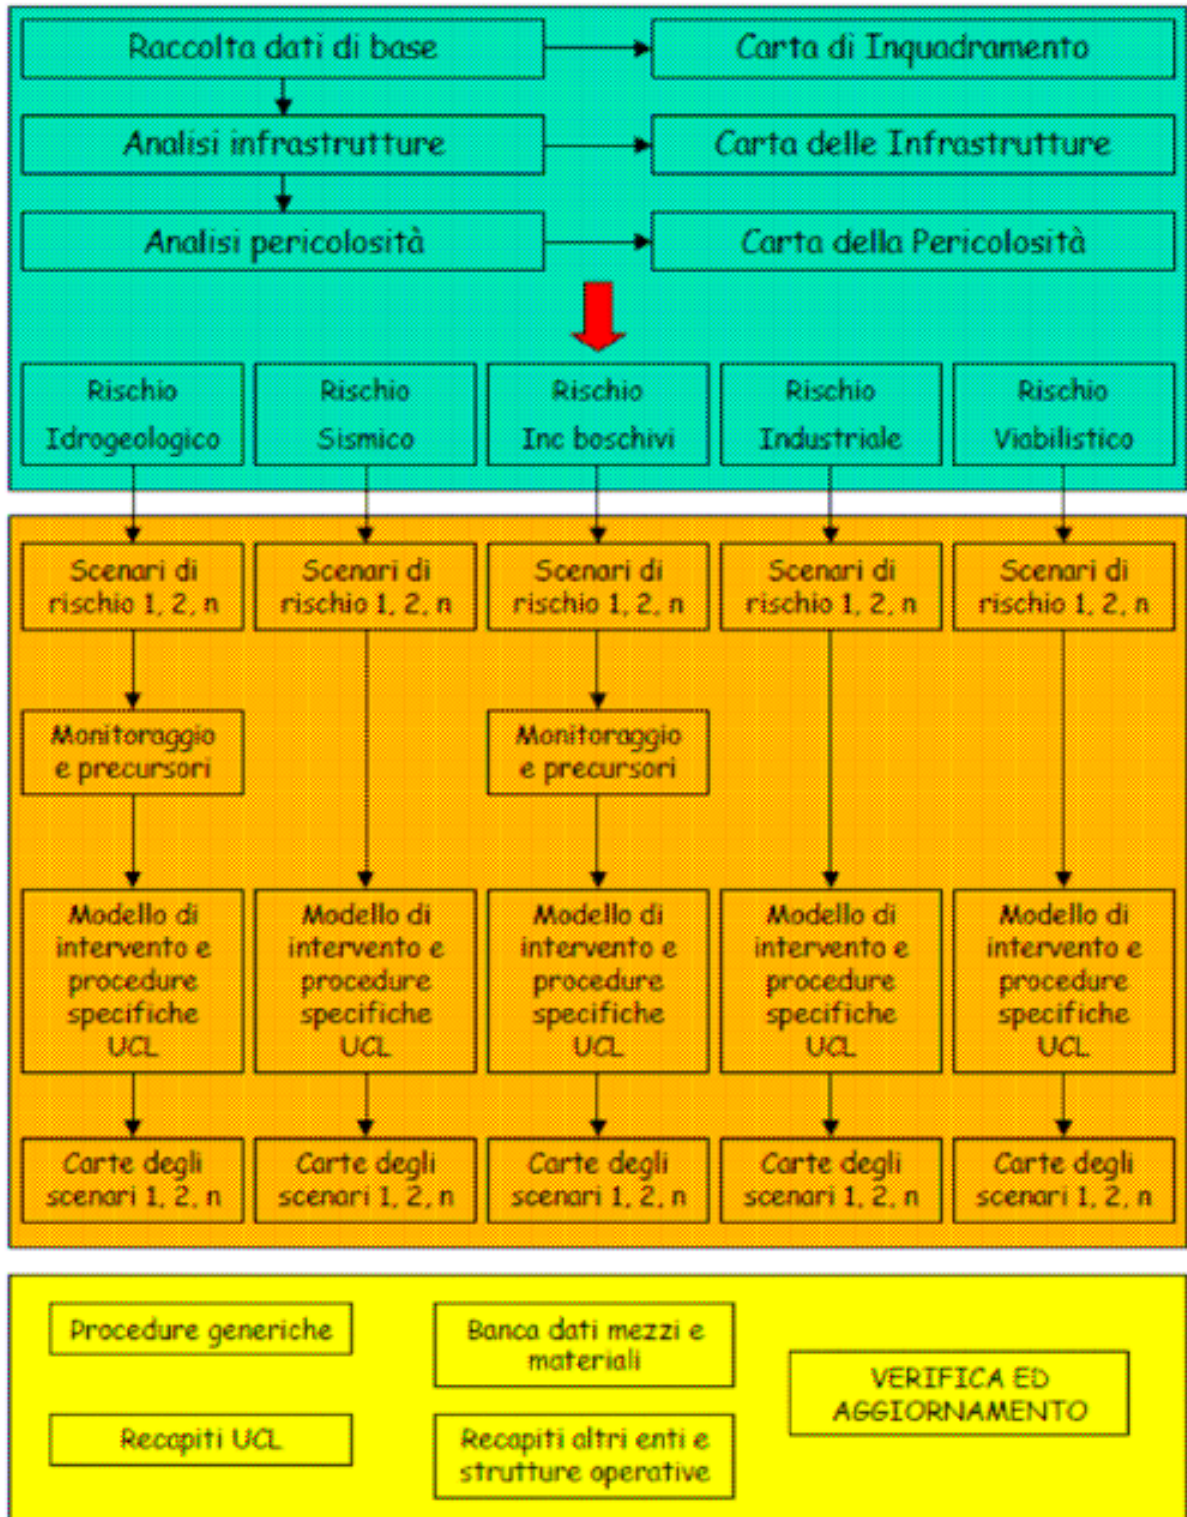 Raccolta dati di base
Carta di Inquadramento
Analisi infrastrutture
Carta delle Infrastrutture
Analisi pericolosità
Carta della Pericolosità
Rischio
Idrogeologico
Rischio
Sismico
Rischio
Inc boschivi
Rischio
Industriale
Rischio
Viabilistico
Scenari di
rischio 1, 2, n
Scenari di
rischio 1, 2, n
Scenari di
rischio 1, 2, n
Scenari di
rischio 1, 2, n
Scenari di
rischio 1, 2, n
Monitoraggio
e precursori
Monitoraggio
e precursori
Modello di
intervento e
procedure
specifiche
UCL
Modello di
intervento e
procedure
specifiche
UCL
Modello di
intervento e
procedure
specifiche
UCL
Modello di
intervento e
procedure
specifiche
UCL
Modello di
intervento e
procedure
specifiche
UCL
Carte degli
scenari 1, 2, n
Carte degli
scenari 1, 2, n
Carte degli
scenari 1, 2, n
Carte degli
scenari 1, 2, n
Carte degli
scenari 1, 2, n
Procedure generiche
Banca dati mezzi e
materiali
VERIFICA ED
AGGIORNAMENTO
Recapiti UCL
Recapiti altri enti e
strutture operative